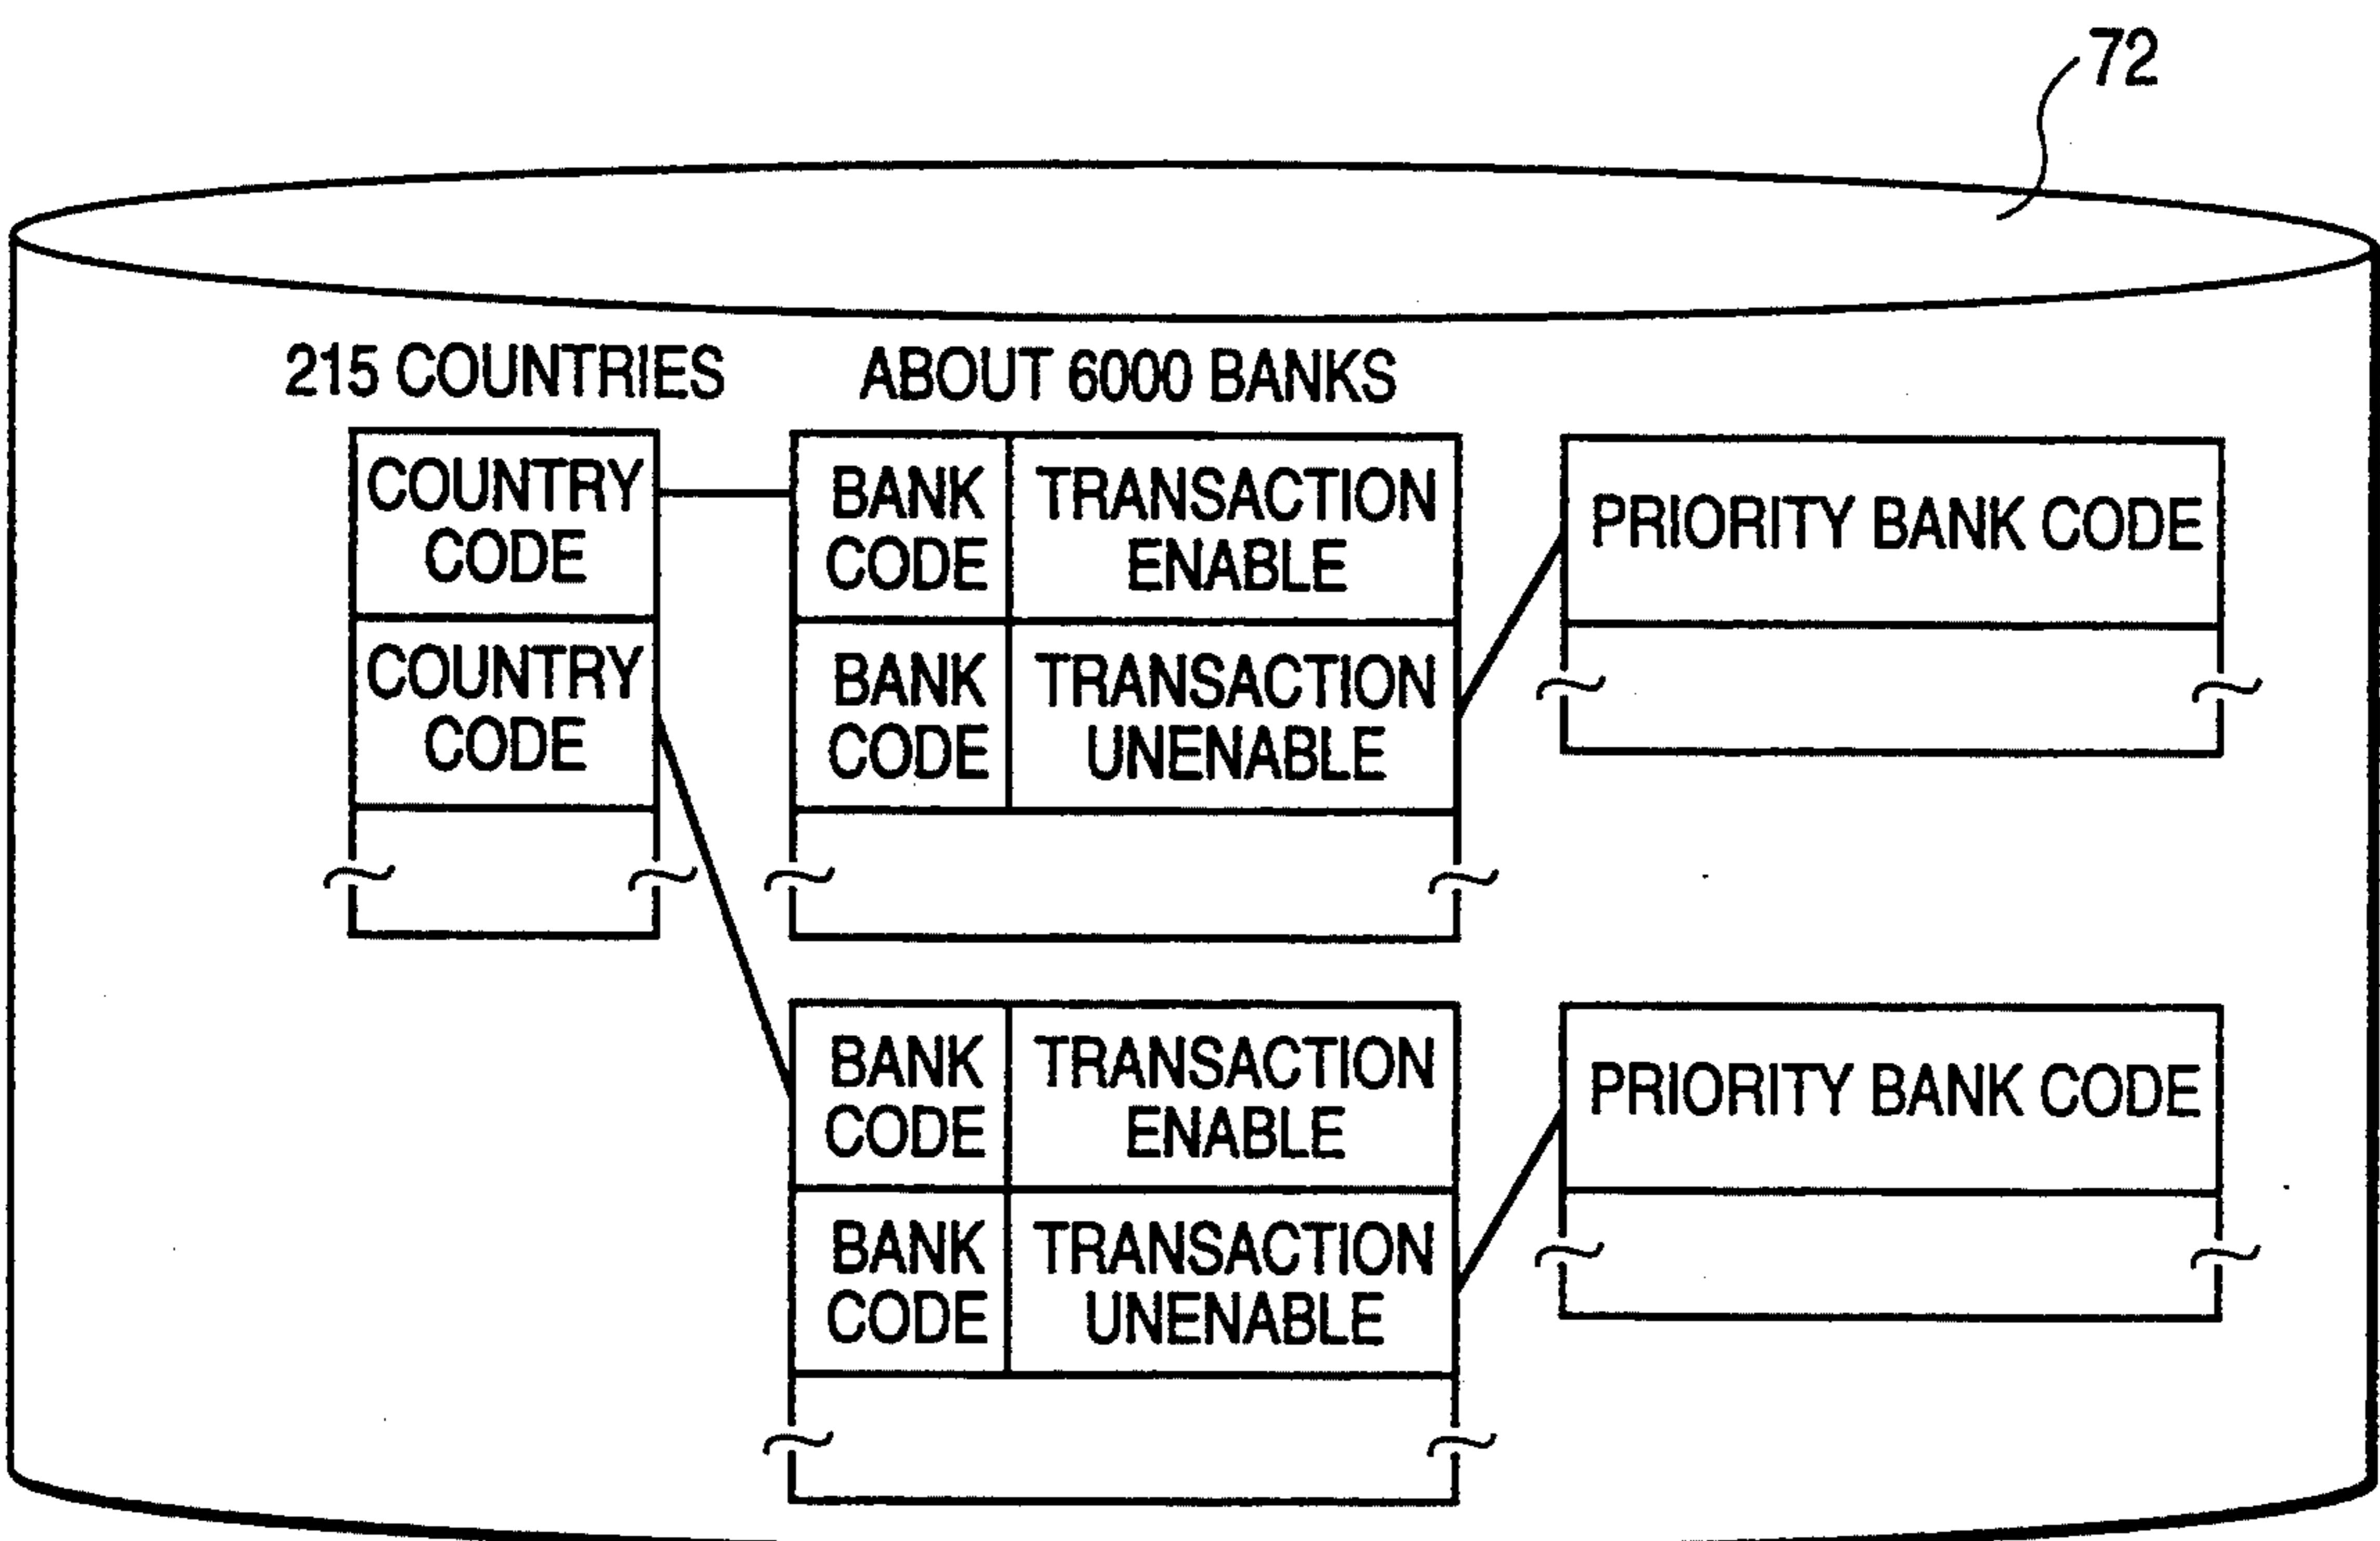 72
215 COUNTRIES
ABOUT 6000 BANKS
COUNTRY
CODE
COUNTRY
CODE
BANK
CODE
TRANSACTION
ENABLE
BANK
CODE
TRANSACTION
UNENABLE
PRIORITY BANK CODE
BANK
CODE
TRANSACTION
ENABLE
BANK
CODE
TRANSACTION
UNENABLE
PRIORITY BANK CODE